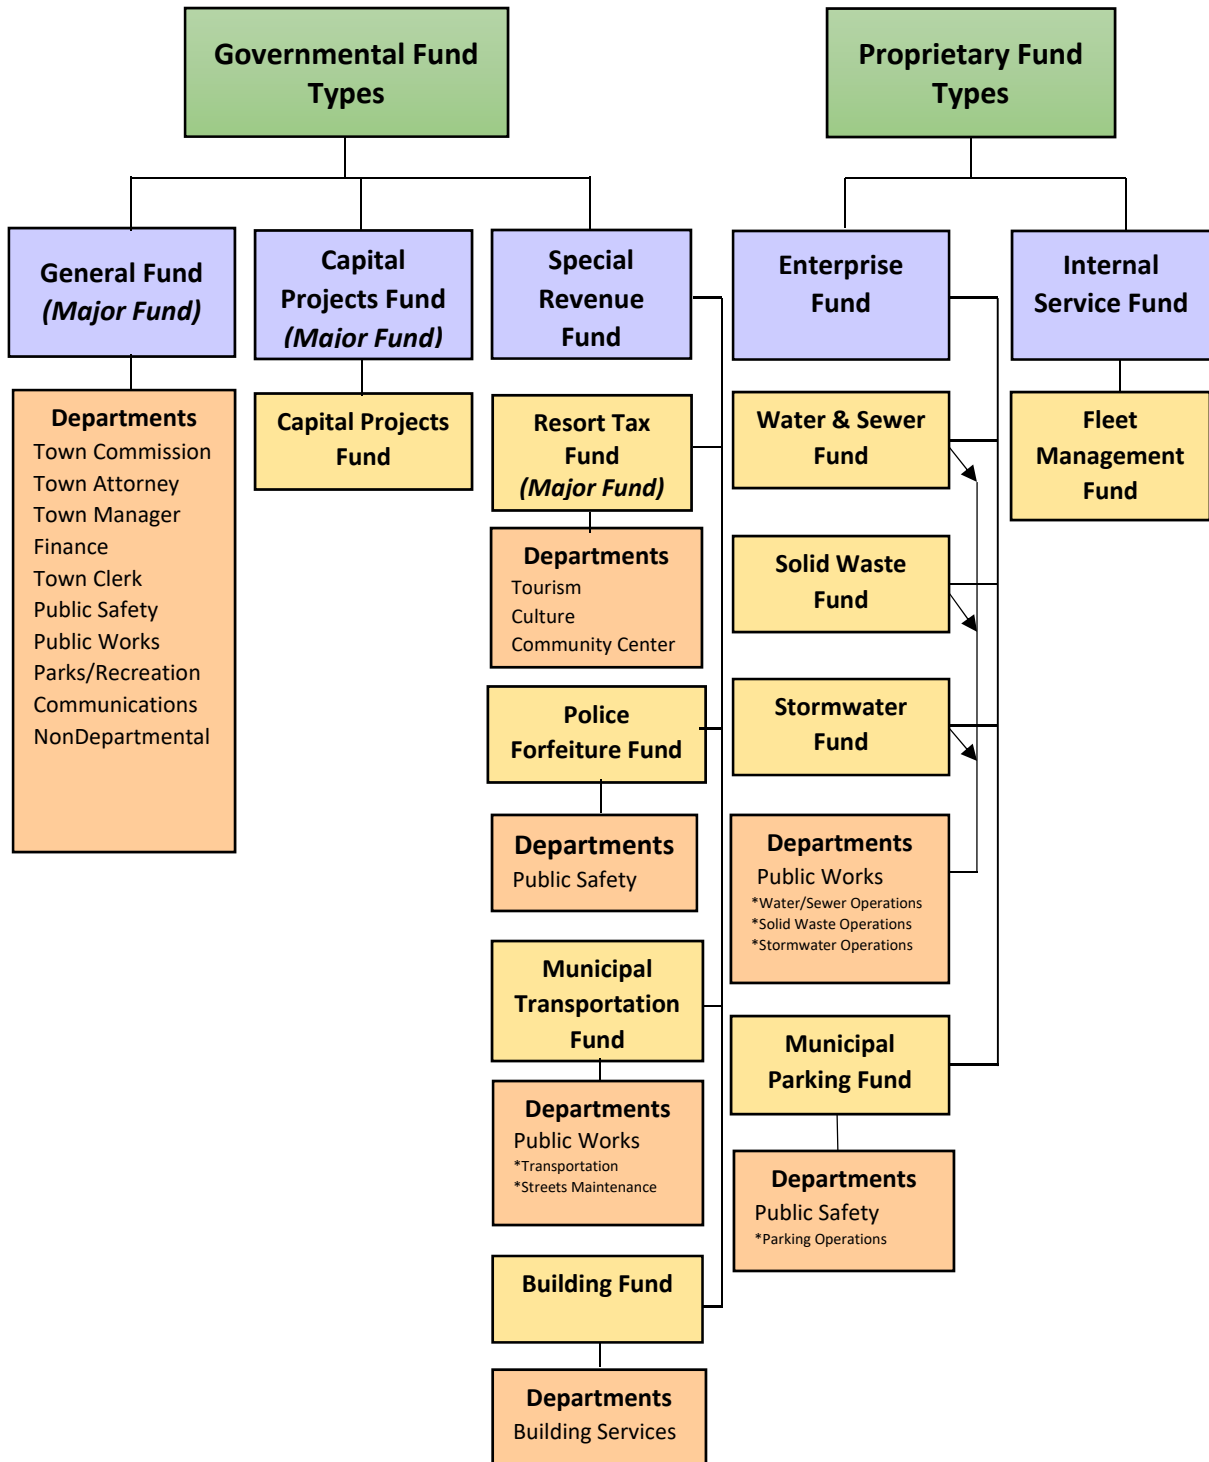 Governmental Fund
Types
Proprietary Fund
Types
General Fund
(Major Fund)
Capital
Projects Fund
(Major Fund)
Special
Revenue
Fund
Enterprise
Fund
Internal
Service Fund
Departments
Town Commission
Town Attorney
Town Manager
Finance
Town Clerk
Public Safety
Public Works
Parks/Recreation
Communications
NonDepartmental
Capital Projects
Fund
Resort Tax
Fund
(Major Fund)
Departments
Tourism
Culture
Community Center
Police
Forfeiture Fund
Departments
Public Safety
Municipal
Transportation
Fund
Departments
Public Works
*Transportation
*Streets Maintenance
Building Fund
Departments
Building Services
Water & Sewer
Fund
Solid Waste
Fund
Stormwater
Fund
Departments
Public Works
*Water/Sewer Operations
*Solid Waste Operations
*Stormwater Operations
Municipal
Parking Fund
Departments
Public Safety
*Parking Operations
Fleet
Management
Fund